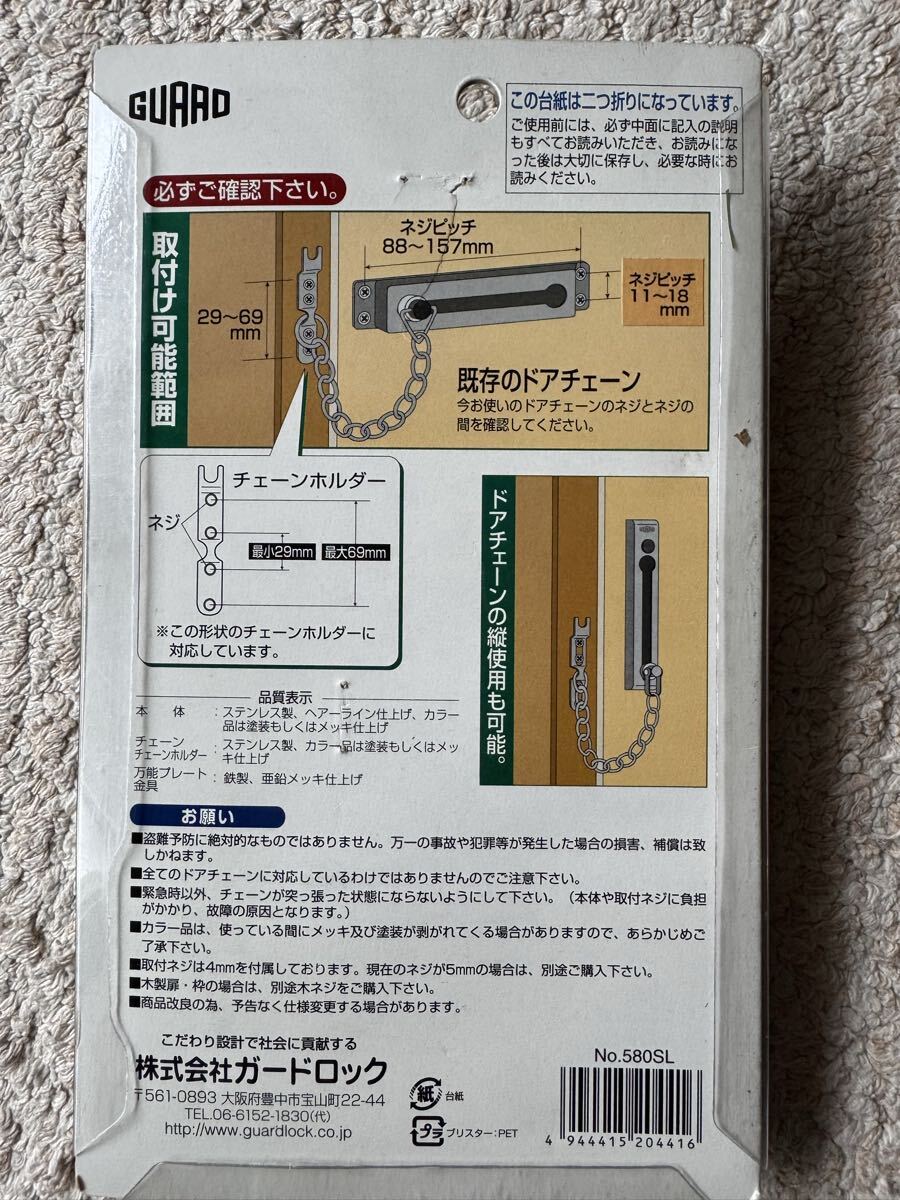 GUARD
この台紙は二つ折りになっています。
ご使用前には、必ず中面に記入の説明
もすべてお読みいただき、お読みにな
った後は大切に保存し、必要な時にお
読みください。
必ずご確認下さい。
取付け可能範囲
ネジピッチ
88〜157mm
ネジピッチ
11〜18
mm
29〜69
mm
既存のドアチェーン
今お使いのドアチェーンのネジとネジの
間を確認してください。
チェーンホルダー
ネジ
最小29mm
最大69mm
※この形状のチェーンホルダーに
対応しています。
ドアチェーンの縦使用も可能。
GUARD
品質表示
本体:ステンレス製、ヘアーライン仕上げ、カラー
品は塗装もしくはメッキ仕上げ
チェーン
チェーンホルダー:ステンレス製、カラー品は塗装もしくはメッ
キ仕上げ
万能プレート:鉄製、亜鉛メッキ仕上げ
金具
お願い
■盗難予防に絶対的なものではありません。万一の事故や犯罪等が発生した場合の損害、補償は致
しかねます。
■全てのドアチェーンに対応しているわけではありませんのでご注意下さい。
■緊急時以外、チェーンが突っ張った状態にならないようにして下さい。(本体や取付ネジに負担
がかかり、故障の原因となります。)
■カラー品は、使っている間にメッキ及び塗装が剥がれてくる場合がありますので、あらかじめご
了承下さい。
■取付ネジは4mmを付属しております。現在のネジが5mmの場合は、別途ご購入下さい。
■木製扉・枠の場合は、別途木ネジをご購入下さい。
■商品改良の為、予告なく仕様変更する場合があります。
こだわり設計で社会に貢献する
株式会社ガードロック
〒561-0893 大阪府豊中市宝山町22-44
TEL.06-6152-1830(代)
http://www.guardlock.co.jp
紙 台紙
プラ ブリスター:PET
No.580SL
4 944415 204416